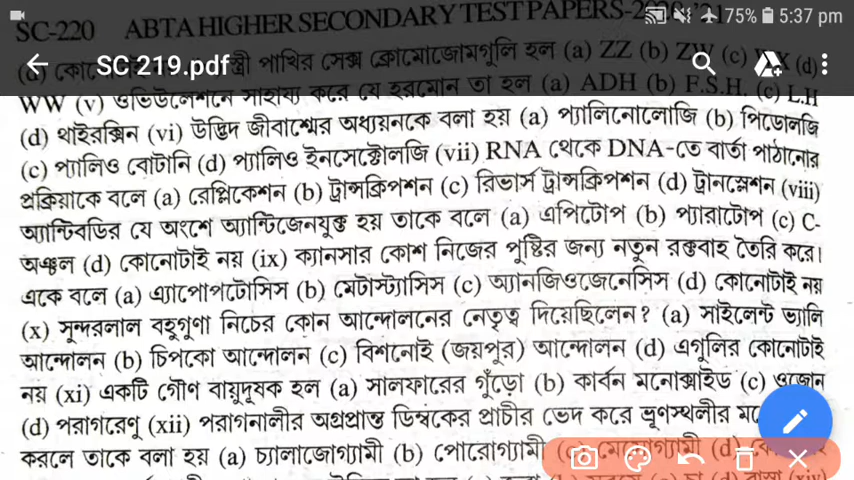 75% 5:37 pm
SC-220 ABTA HIGHER SECONDARY TEST PAPERS-2
SC 219.pdf
স্ত্রী পাখির সেক্স ক্রোমোজোমগুলি হল (a) ZZ (b) ZW (c) (d)
WW (v) ওভিউলেশনে সাহায্য করে যে হরমোন তা হল (a) ADH (b) F.S.H. (c) L.H
(d) থাইরক্সিন (vi) উদ্ভিদ জীবাশ্মের অধ্যয়নকে বলা হয় (a) প্যালিনোলোজি (b) পিডোলজি
(c) প্যালিও বোটানি (d) প্যালিও ইনসেক্টোলজি (vii) RNA থেকে DNA-তে বার্তা পাঠানোর
প্রক্রিয়াকে বলে (a) রেপ্লিকেশন (b) ট্রান্সক্রিপশন (c) রিভার্স ট্রান্সক্রিপশন (d) ট্রানস্লেশন (viii)
অ্যান্টিবডির যে অংশে অ্যান্টিজেনযুক্ত হয় তাকে বলে (a) এপিটোপ (b) প্যারাটোপ (c) C-
অঞ্চল (d) কোনোটাই নয় (ix) ক্যানসার কোশ নিজের পুষ্টির জন্য নতুন রক্তবাহ তৈরি করে।
একে বলে (a) এ্যাপোপটোসিস (b) মেটাস্ট্যাসিস (c) অ্যানজিওজেনেসিস (d) কোনোটাই নয়
(x) সুন্দরলাল বহুগুণা নিচের কোন আন্দোলনের নেতৃত্ব দিয়েছিলেন? (a) সাইলেন্ট ভ্যালি
আন্দোলন (b) চিপকো আন্দোলন (c) বিশনোই (জয়পুর) আন্দোলন (d) এগুলির কোনোটাই
নয় (xi) একটি গৌণ বায়ুদূষক হল (a) সালফারের গুঁড়ো (b) কার্বন মনোক্সাইড (c) ওজোন
(d) পরাগরেণু (xii) পরাগনালীর অগ্রপ্রান্ত ডিম্বকের প্রাচীর ভেদ করে ভ্রূণস্থলীর
করলে তাকে বলা হয় (a) চ্যালাজোগ্যামী (b) পোরোগ্যামী (c) মেসোগ্যামী (d)